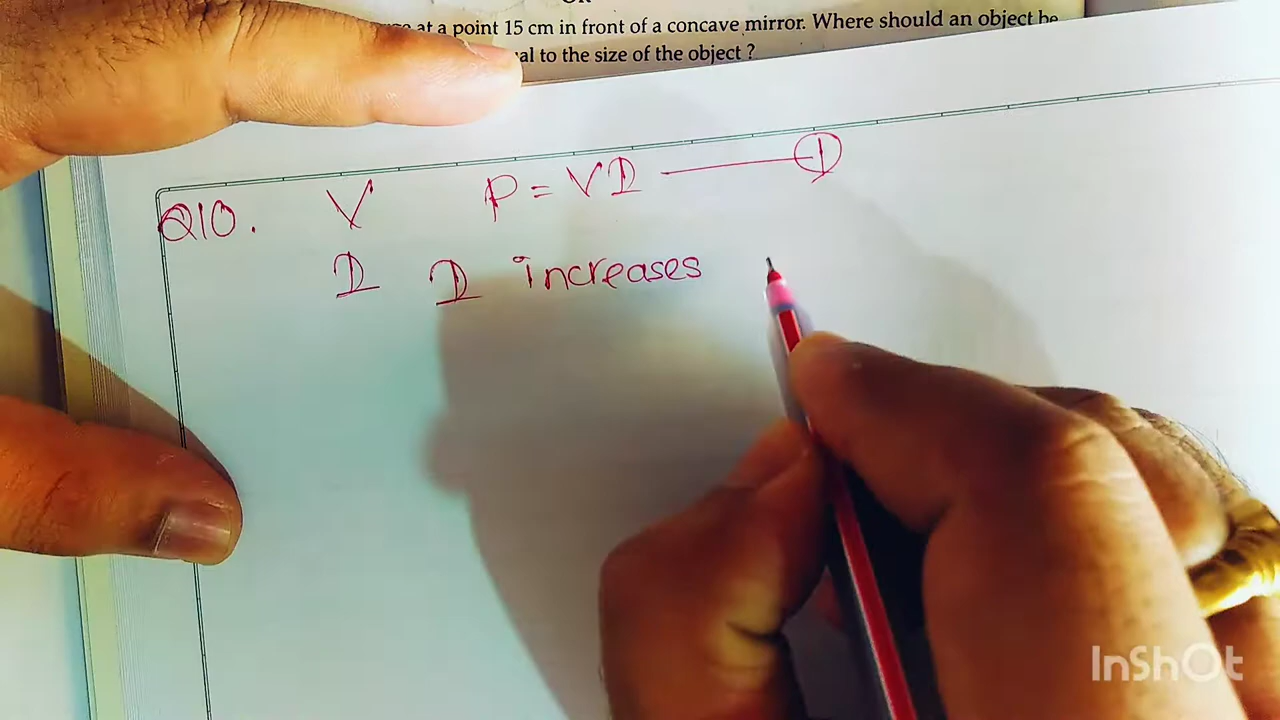 at a point 15 cm in front of a concave mirror. Where should an object be
to the size of the object ?
Q10. V P = VI ——— ①
I I increases
InShOt